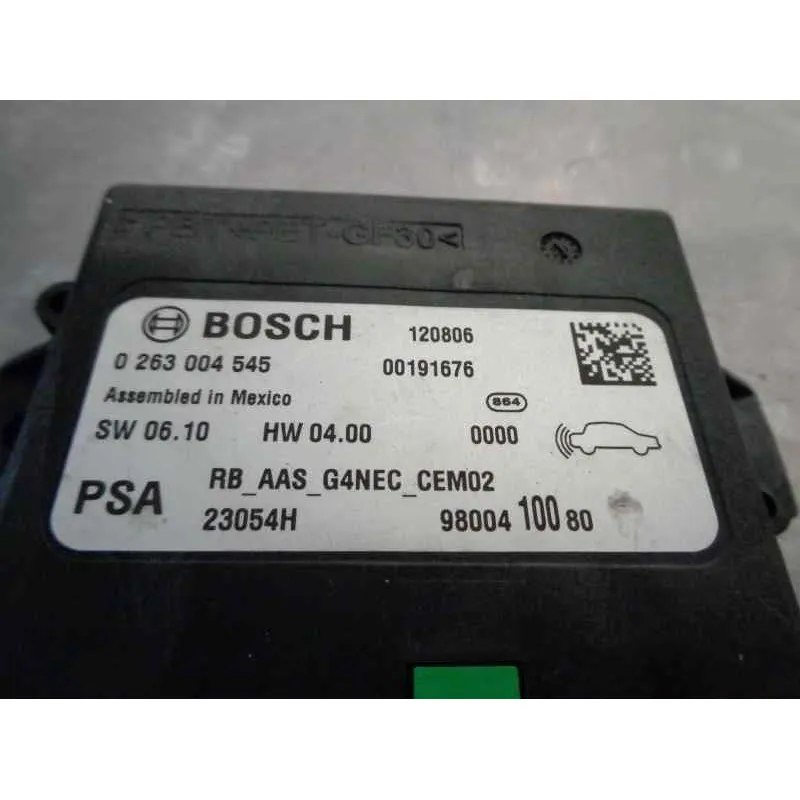 GF30<
BOSCH 120806
0 263 004 545 00191676
Assembled in Mexico 864
SW 06.10 HW 04.00 0000
RB_AAS_G4NEC_CEM02
PSA
23054H 98004 100 80